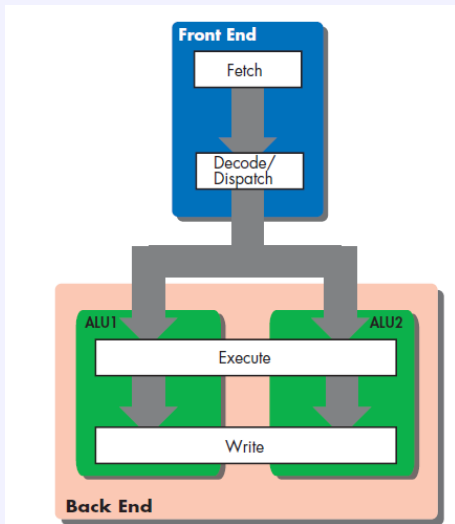 Front End
Fetch
Decode/
Dispatch
ALU1
ALU2
Execute
Write
Back End